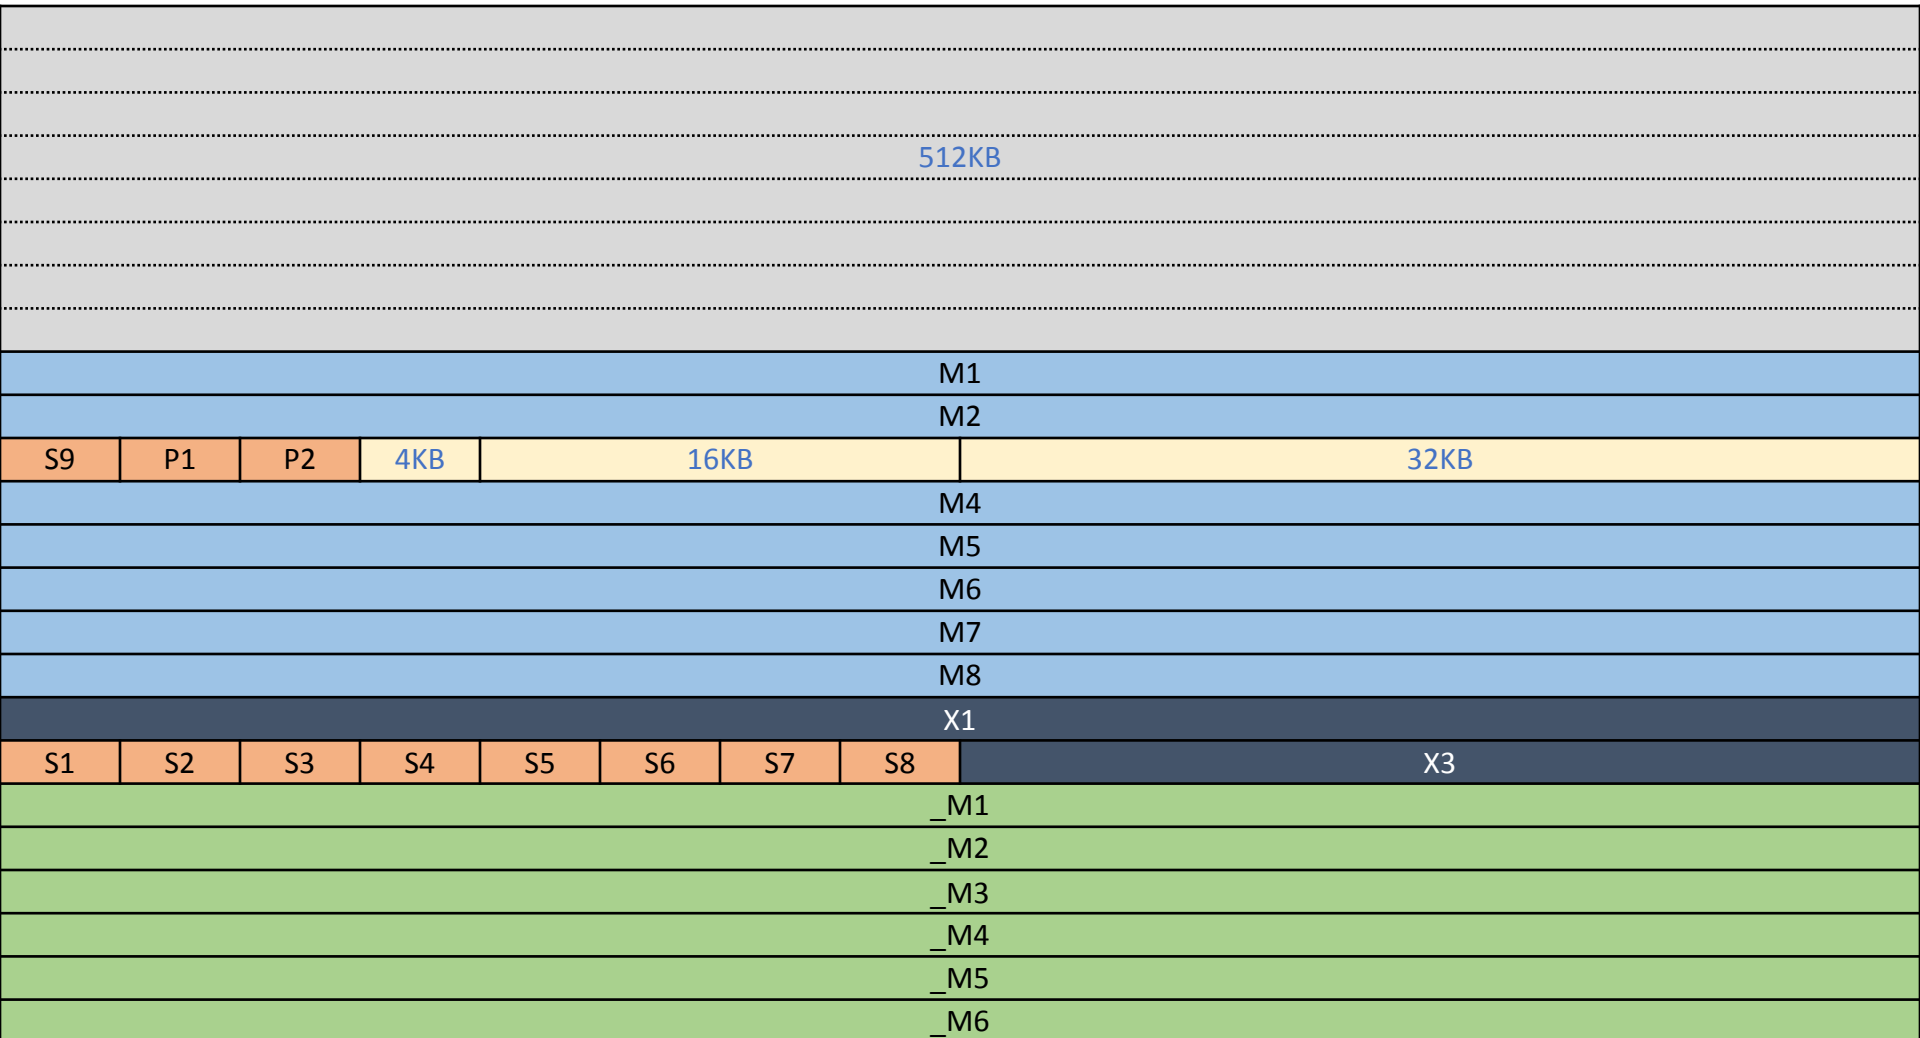 512KB
M1
M2
S9 P1 P2 4KB 16KB 32KB
M4
M5
M6
M7
M8
X1
S1 S2 S3 S4 S5 S6 S7 S8 X3
_M1
_M2
_M3
_M4
_M5
_M6